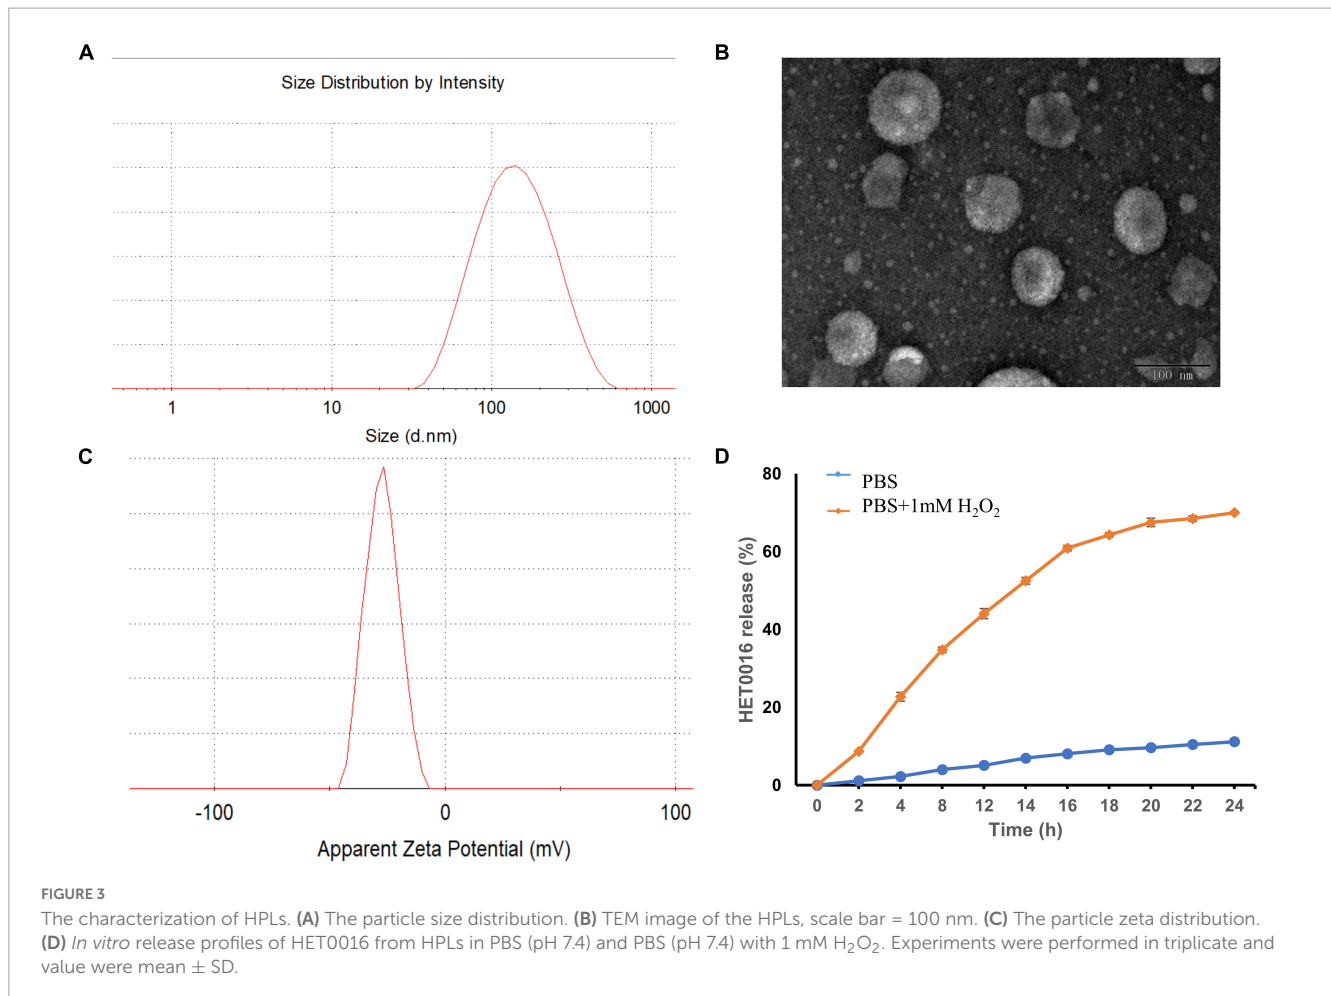 A
Size Distribution by Intensity
1
10
100
1000
Size (d.nm)
B
100 nm
C
-100
0
100
Apparent Zeta Potential (mV)
D
PBS
PBS+1mM H₂O₂
80
60
40
20
0
HET0016 release (%)
0
2
4
8
12
14
16
18
20
22
24
Time (h)
FIGURE 3
The characterization of HPLs. (A) The particle size distribution. (B) TEM image of the HPLs, scale bar = 100 nm. (C) The particle zeta distribution.
(D) In vitro release profiles of HET0016 from HPLs in PBS (pH 7.4) and PBS (pH 7.4) with 1 mM H₂O₂. Experiments were performed in triplicate and
value were mean ± SD.